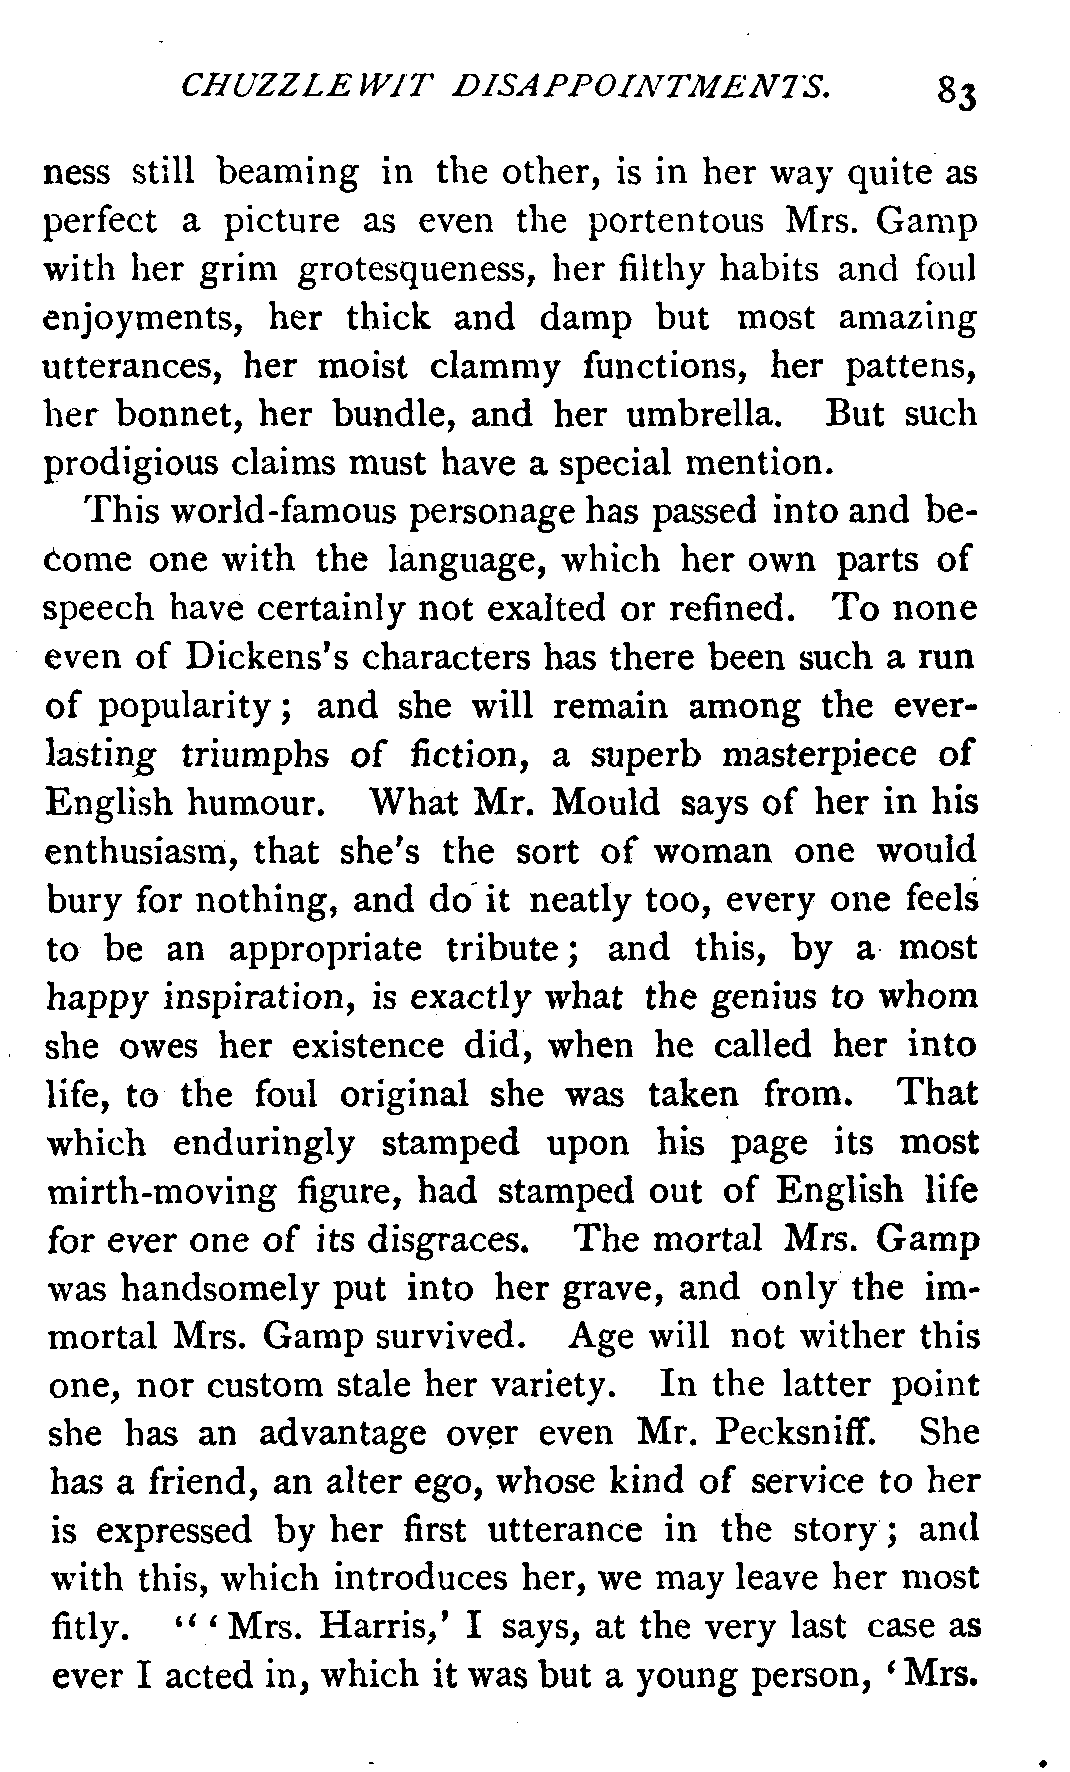 CHUZZLEWIT DISAPPOINTMENTS. 83
ness still beaming in the other, is in her way quite as
perfect a picture as even the portentous Mrs. Gamp
with her grim grotesqueness, her filthy habits and foul
enjoyments, her thick and damp but most amazing
utterances, her moist clammy functions, her pattens,
her bonnet, her bundle, and her umbrella. But such
prodigious claims must have a special mention.
This world-famous personage has passed into and be-
come one with the language, which her own parts of
speech have certainly not exalted or refined. To none
even of Dickens's characters has there been such a run
of popularity; and she will remain among the ever-
lasting triumphs of fiction, a superb masterpiece of
English humour. What Mr. Mould says of her in his
enthusiasm, that she's the sort of woman one would
bury for nothing, and do it neatly too, every one feels
to be an appropriate tribute; and this, by a most
happy inspiration, is exactly what the genius to whom
she owes her existence did, when he called her into
life, to the foul original she was taken from. That
which enduringly stamped upon his page its most
mirth-moving figure, had stamped out of English life
for ever one of its disgraces. The mortal Mrs. Gamp
was handsomely put into her grave, and only the im-
mortal Mrs. Gamp survived. Age will not wither this
one, nor custom stale her variety. In the latter point
she has an advantage over even Mr. Pecksniff. She
has a friend, an alter ego, whose kind of service to her
is expressed by her first utterance in the story; and
with this, which introduces her, we may leave her most
fitly. "'Mrs. Harris,' I says, at the very last case as
ever I acted in, which it was but a young person, 'Mrs.